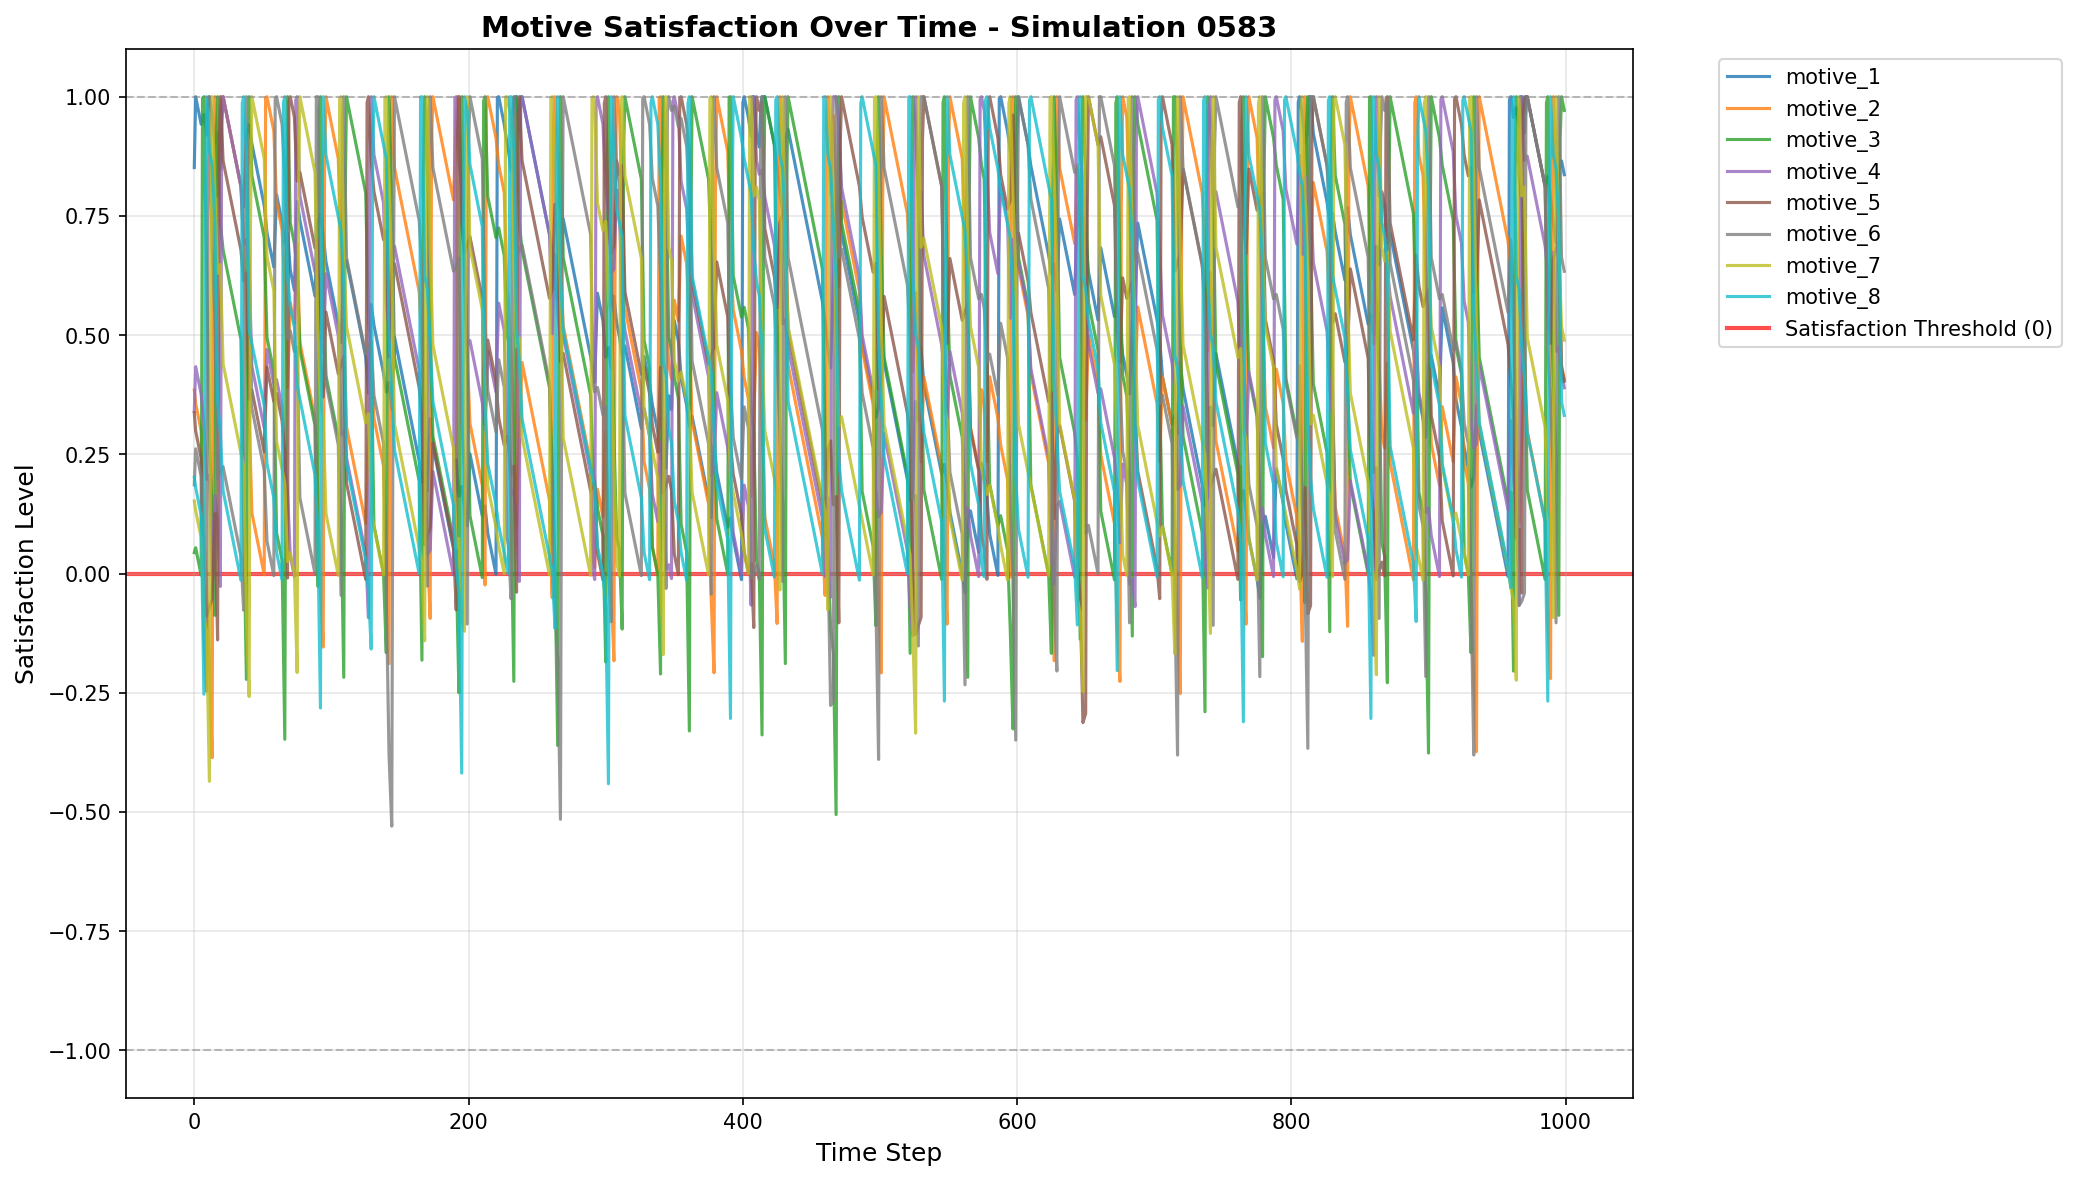 Motive Satisfaction Over Time - Simulation 0583
Satisfaction Level
1.00
0.75
0.50
0.25
0.00
−0.25
−0.50
−0.75
−1.00
0
200
400
600
800
1000
Time Step
motive_1
motive_2
motive_3
motive_4
motive_5
motive_6
motive_7
motive_8
Satisfaction Threshold (0)